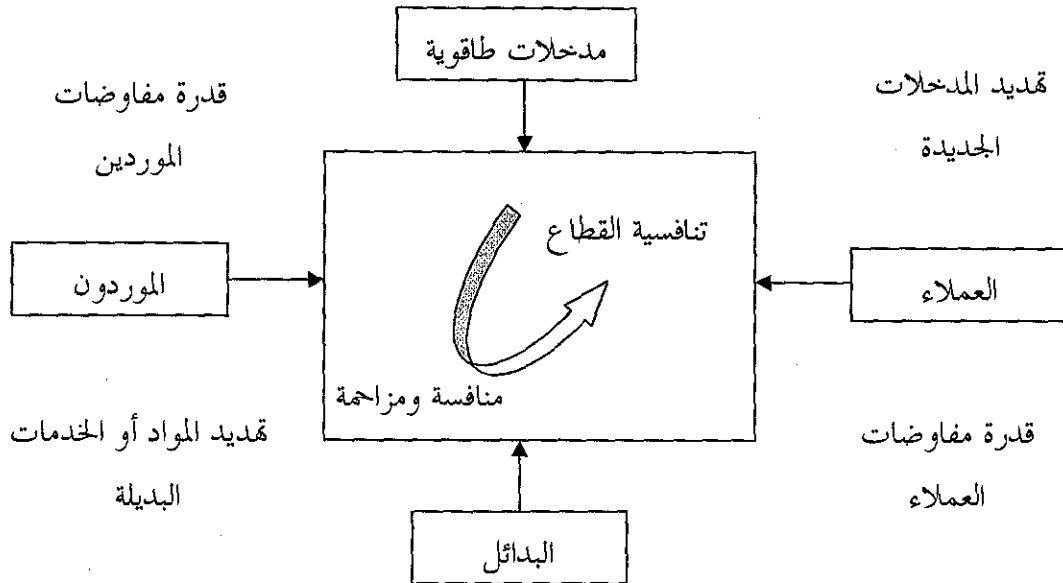 مدخلات طاقوية
تهديد المدخلات
الجديدة
قدرة مفاوضات
الموردين
تنافسية القطاع
العملاء
الموردون
منافسة ومزاحمة
قدرة مفاوضات
العملاء
تهديد المواد أو الخدمات
البديلة
البدائل